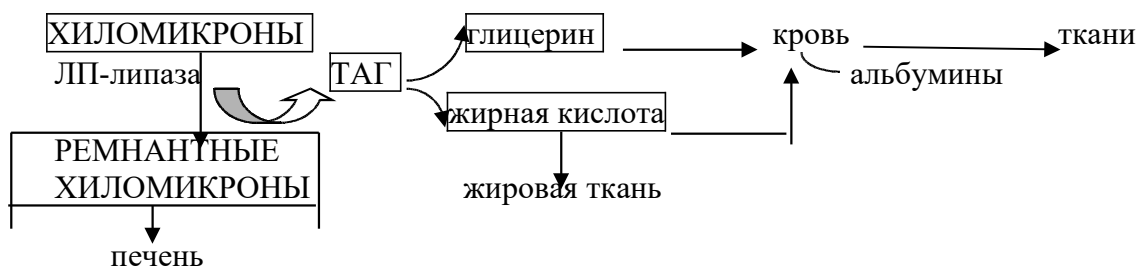 ХИЛОМИКРОНЫ
глицерин
кровь
ткани
ЛП-липаза
ТАГ
альбумины
жирная кислота
РЕМНАНТНЫЕ
ХИЛОМИКРОНЫ
жировая ткань
печень